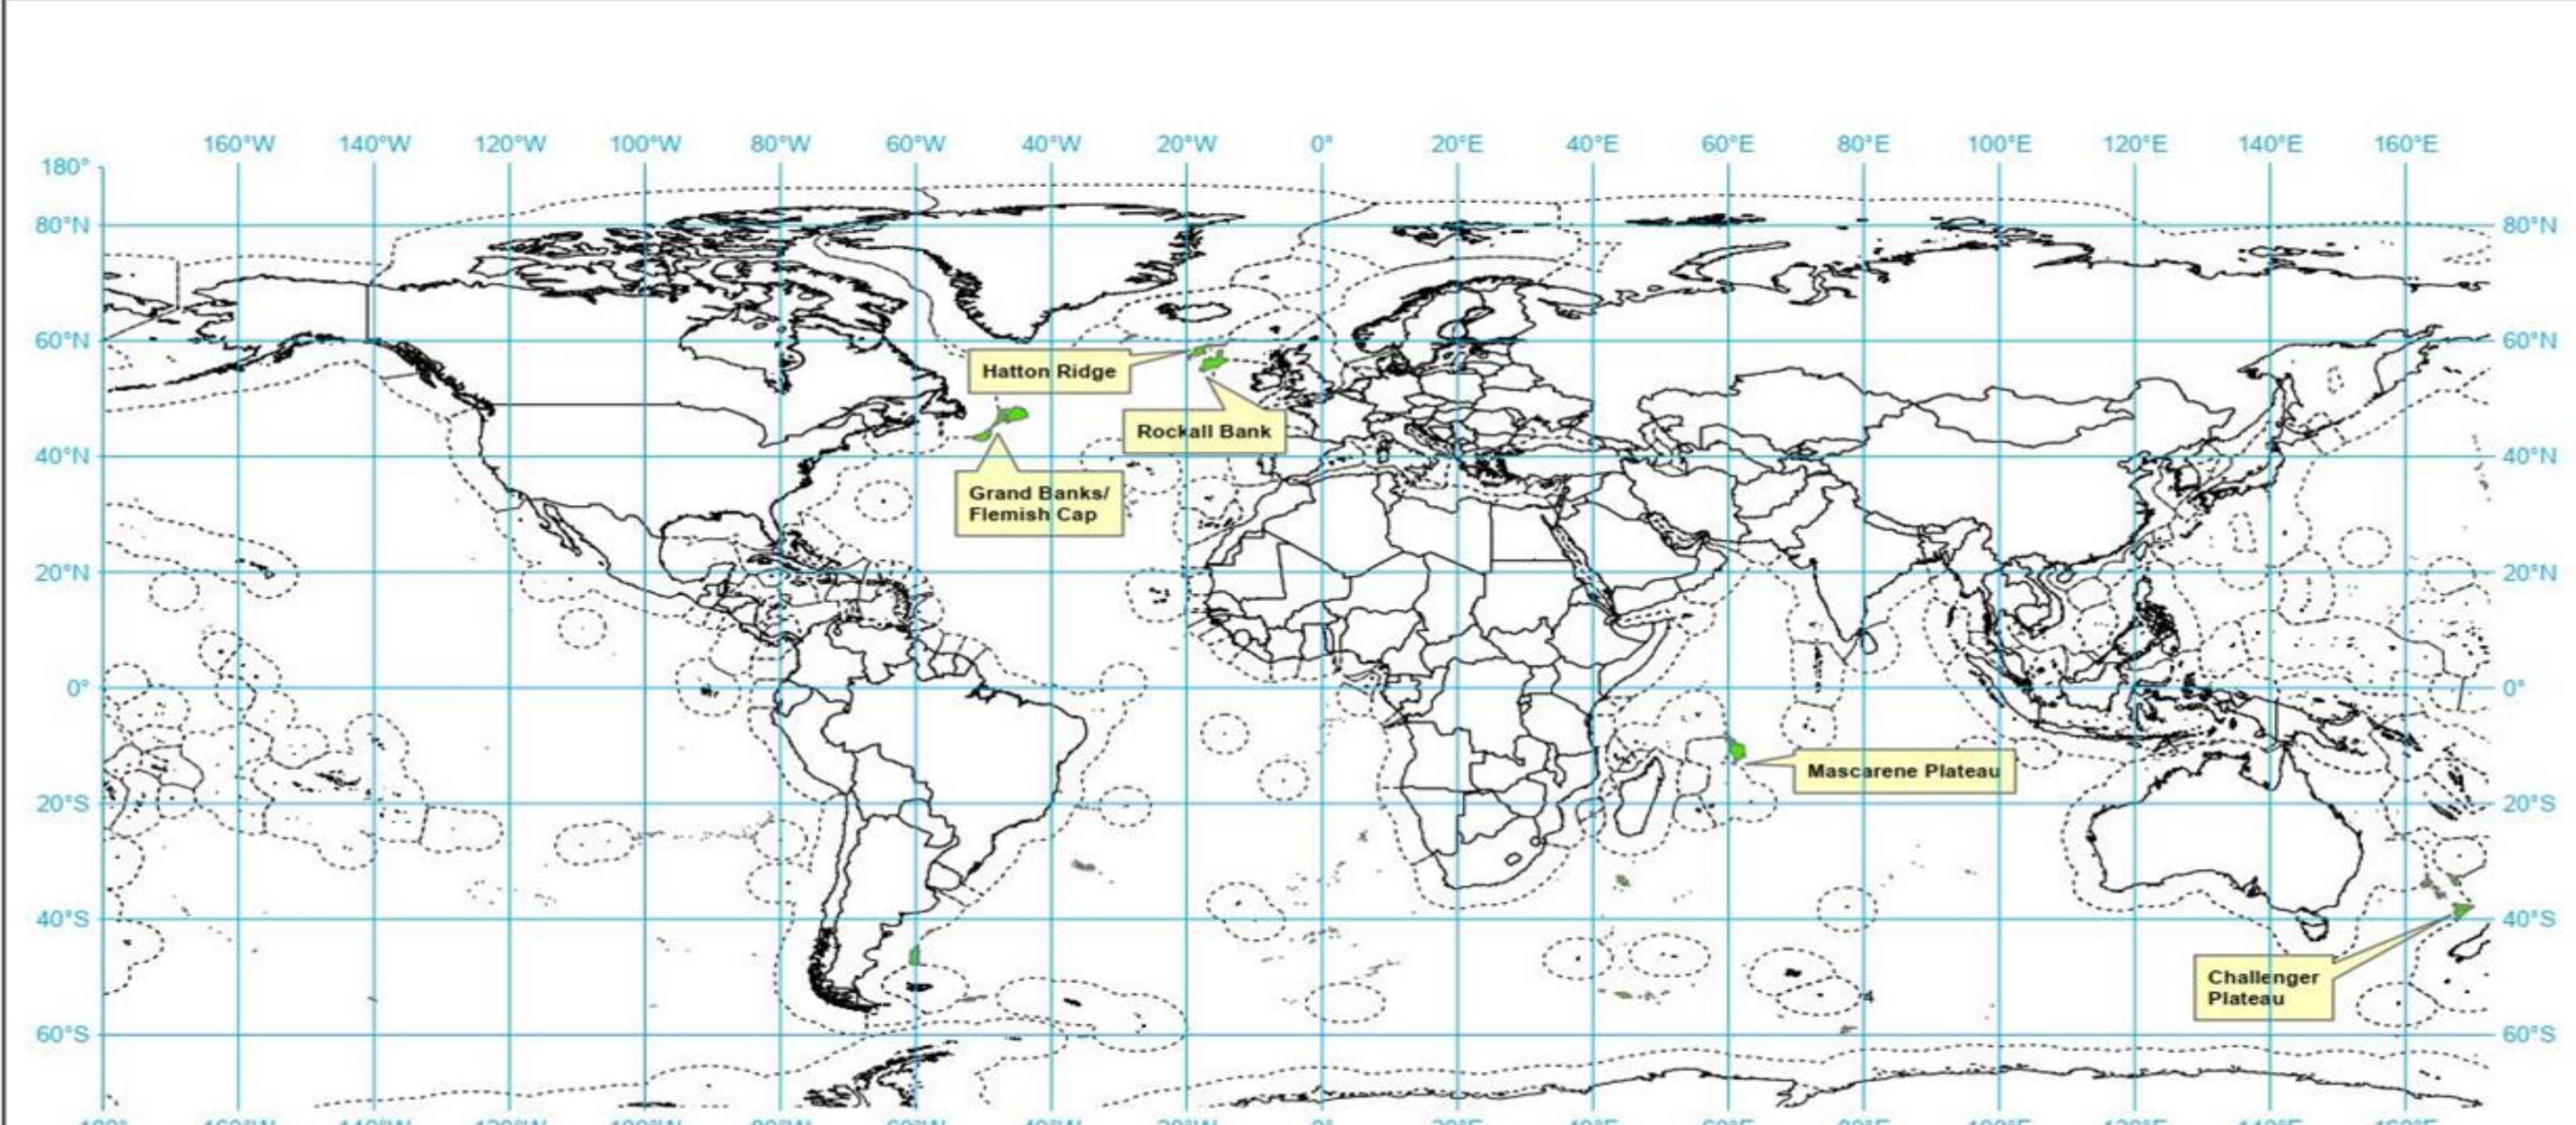 160°W 140°W 120°W 100°W 80°W 60°W 40°W 20°W 0° 20°E 40°E 60°E 80°E 100°E 120°E 140°E 160°E
180°
80°N 80°N
60°N 60°N
Hatton Ridge
Rockall Bank
40°N 40°N
Grand Banks/
Flemish Cap
20°N 20°N
0° 0°
Mascarene Plateau
20°S 20°S
40°S 40°S
Challenger
Plateau
60°S 60°S